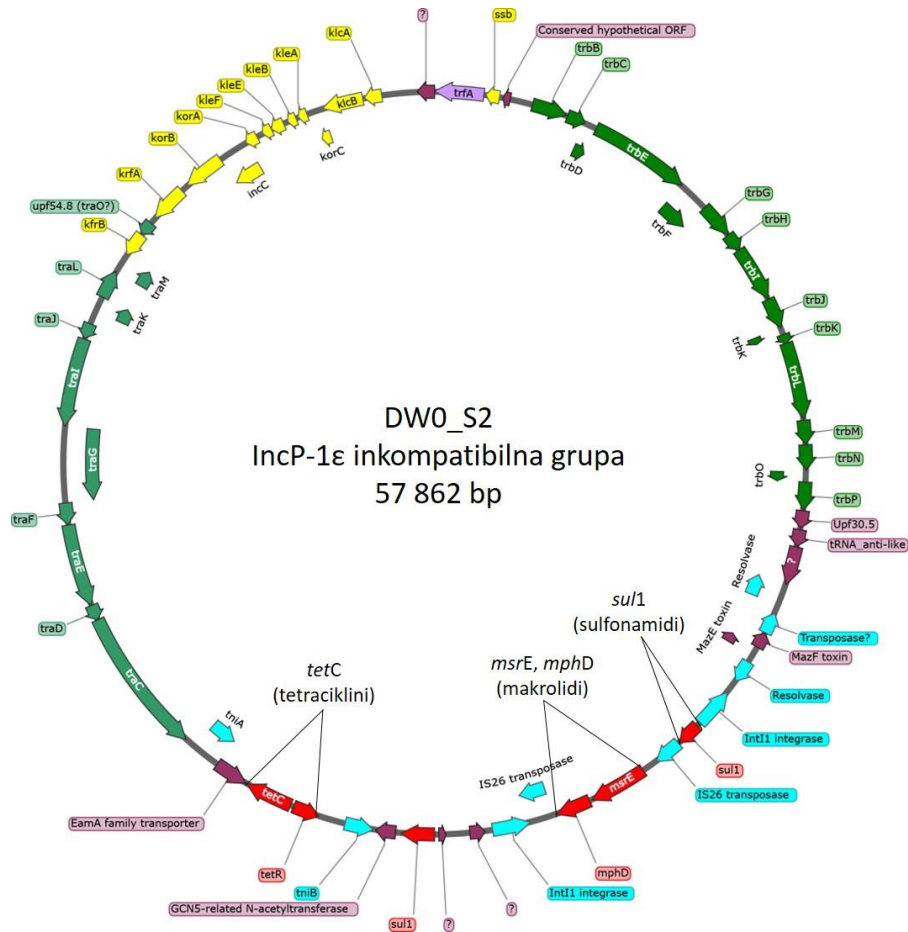 ?
ssb
Conserved hypothetical ORF
trbB
trbC
klcA
kleA
kleB
kleE
kleF
korA
korB
krfA
upf54.8 (traO?)
kfrB
traL
traJ
traI
traG
traF
traE
traD
traC
traM
traK
incC
korC
klcB
trfA
trbD
trbE
trbF
trbG
trbH
trbI
trbJ
trbK
trbK
trbL
trbM
trbN
trbO
trbP
Upf30.5
tRNA_anti-like
?
Resolvase
MazE toxin
Transposase?
MazF toxin
Resolvase
IntI1 integrase
sul1
IS26 transposase
DW0_S2
IncP-1ε inkompatibilna grupa
57 862 bp
sul1
(sulfonamidi)
msrE, mphD
(makrolidi)
tetC
(tetraciklini)
tniA
IS26 transposase
msrE
mphD
IntI1 integrase
?
?
sul1
GCN5-related N-acetyltransferase
tniB
tetR
tetC
EamA family transporter